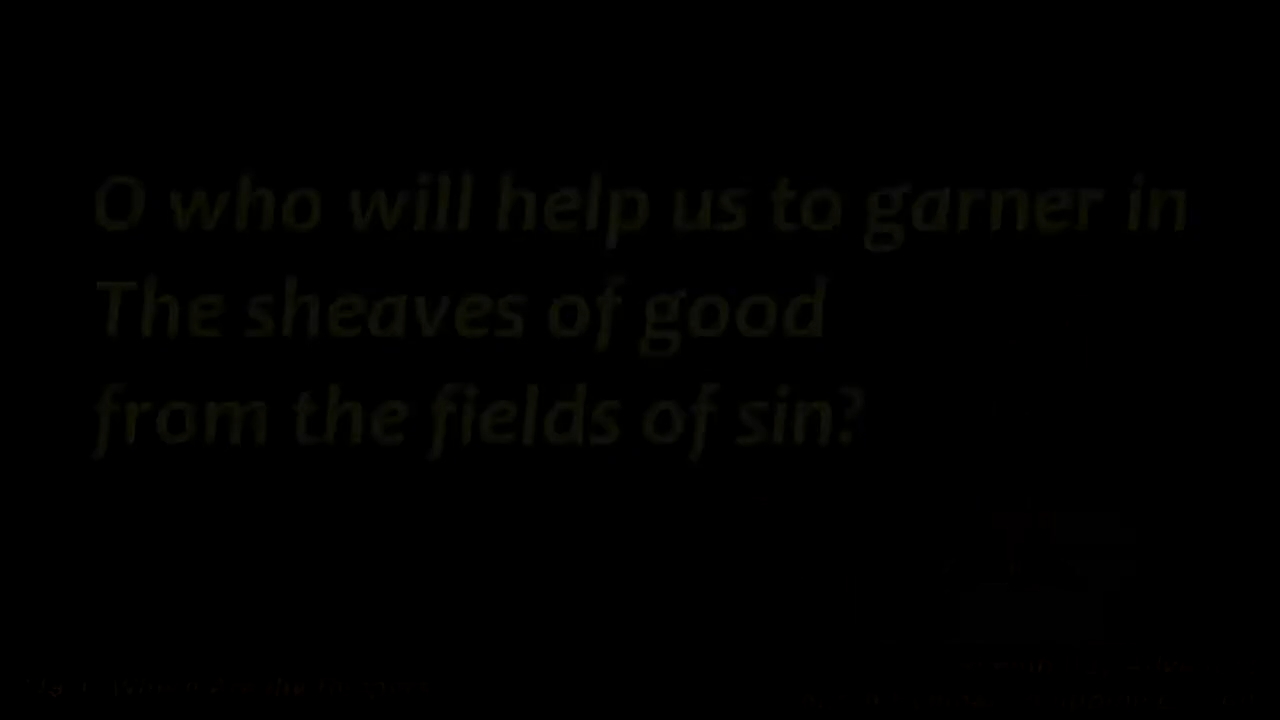 O who will help us to garner in
The sheaves of good
from the fields of sin?